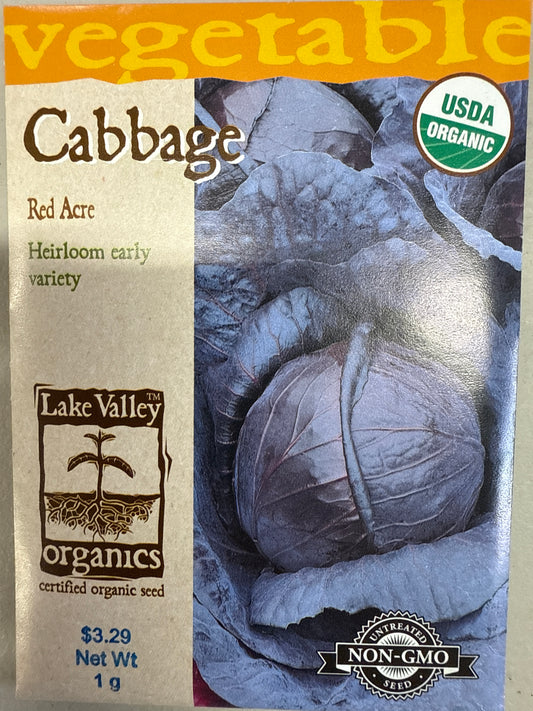 vegetable
Cabbage
USDA
ORGANIC
Red Acre
Heirloom early
variety
Lake Valley™
organics
certified organic seed
$3.29
Net Wt
1 g
UNTREATED
NON-GMO
SEED